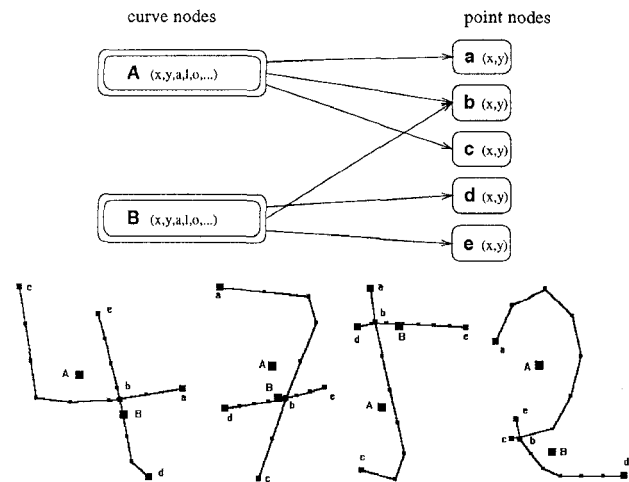 curve nodes point nodes
A (x,y,a,l,o,...)
a (x,y)
b (x,y)
c (x,y)
B (x,y,a,l,o,...)
d (x,y)
e (x,y)
c
e
A
b
a
B
d
a
A
B
e
d
b
c
a
b
d
B
e
A
c
a
A
e
c
b
B
d